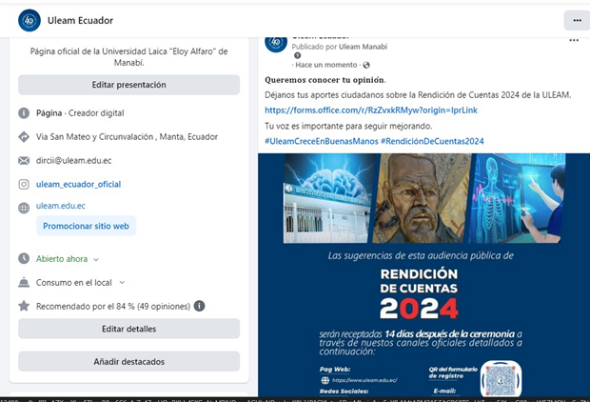 Uleam Ecuador
Página oficial de la Universidad Laica "Eloy Alfaro" de
Manabí.
Editar presentación
Página · Creador digital
Via San Mateo y Circunvalación , Manta, Ecuador
dircii@uleam.edu.ec
uleam_ecuador_oficial
uleam.edu.ec
Promocionar sitio web
Abierto ahora
Consumo en el local
Recomendado por el 84 % (49 opiniones)
Editar detalles
Añadir destacados
Publicado por Uleam Manabí
· Hace un momento ·
Queremos conocer tu opinión.
Déjanos tus aportes ciudadanos sobre la Rendición de Cuentas 2024 de la ULEAM.
https://forms.office.com/r/RzZvxkRMyw?origin=lprLink
Tu voz es importante para seguir mejorando.
#UleamCreceEnBuenasManos #RendiciónDeCuentas2024
Las sugerencias de esta audiencia pública de
RENDICIÓN
DE CUENTAS
2024
serán receptadas 14 días después de la ceremonia a
través de nuestros canales oficiales detallados a
continuación:
Pag Web:
https://www.uleam.edu.ec/
QR del formulario
de registro
Redes Sociales:
E-mail: